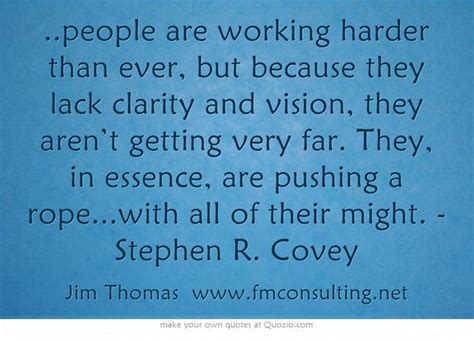 ..people are working harder
than ever, but because they
lack clarity and vision, they
aren't getting very far. They,
in essence, are pushing a
rope...with all of their might. -
Stephen R. Covey
Jim Thomas www.fmconsulting.net
make your own quotes at Quozio.com